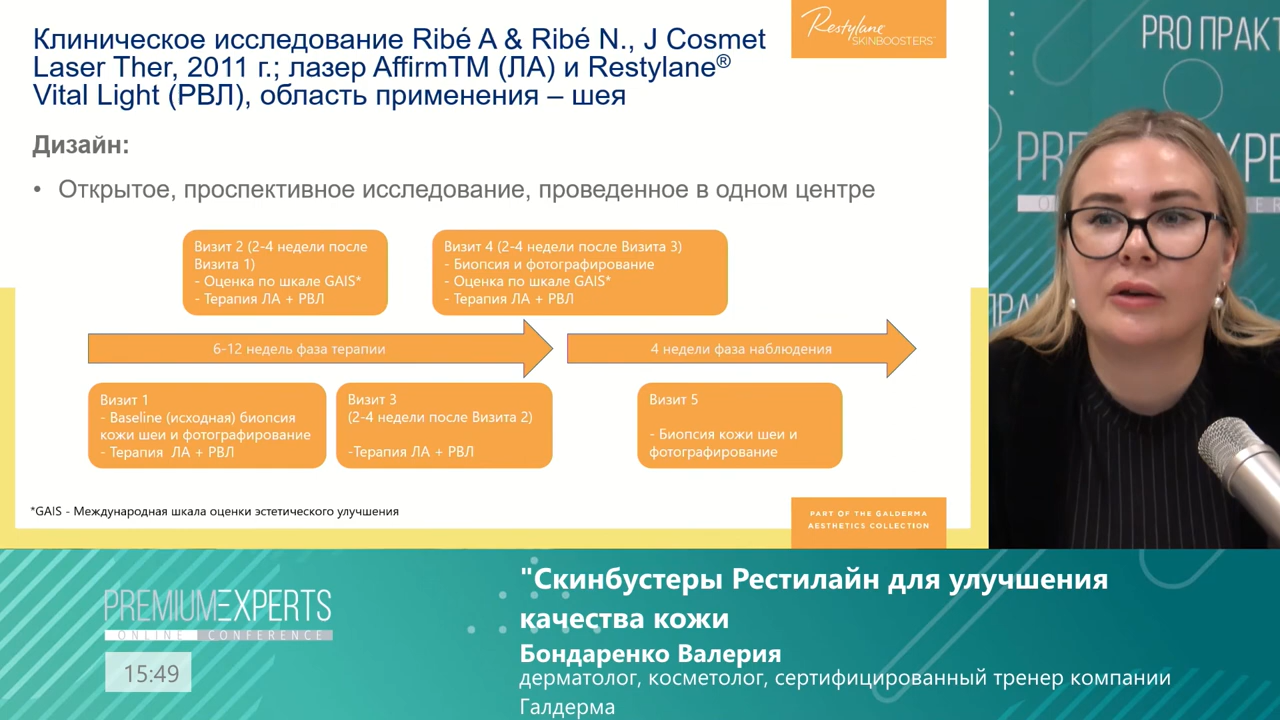 Клиническое исследование Ribé A & Ribé N., J Cosmet
Laser Ther, 2011 г.; лазер AffirmTM (ЛА) и Restylane®
Vital Light (РВЛ), область применения – шея
Restylane
SKINBOOSTERS™
Дизайн:
• Открытое, проспективное исследование, проведенное в одном центре
Визит 2 (2-4 недели после
Визита 1)
- Оценка по шкале GAIS*
- Терапия ЛА + РВЛ
Визит 4 (2-4 недели после Визита 3)
- Биопсия и фотографирование
- Оценка по шкале GAIS*
- Терапия ЛА + РВЛ
6-12 недель фаза терапии
4 недели фаза наблюдения
Визит 1
- Baseline (исходная) биопсия
кожи шеи и фотографирование
- Терапия ЛА + РВЛ
Визит 3
(2-4 недели после Визита 2)
-Терапия ЛА + РВЛ
Визит 5
- Биопсия кожи шеи и
фотографирование
*GAIS - Международная шкала оценки эстетического улучшения
PART OF THE GALDERMA
AESTHETICS COLLECTION
PRO ПРАКТ
PREMIUMEXPERTS
ONLINE CONFERENCE
15:49
"Скинбустеры Рестилайн для улучшения
качества кожи
Бондаренко Валерия
дерматолог, косметолог, сертифицированный тренер компании
Галдерма